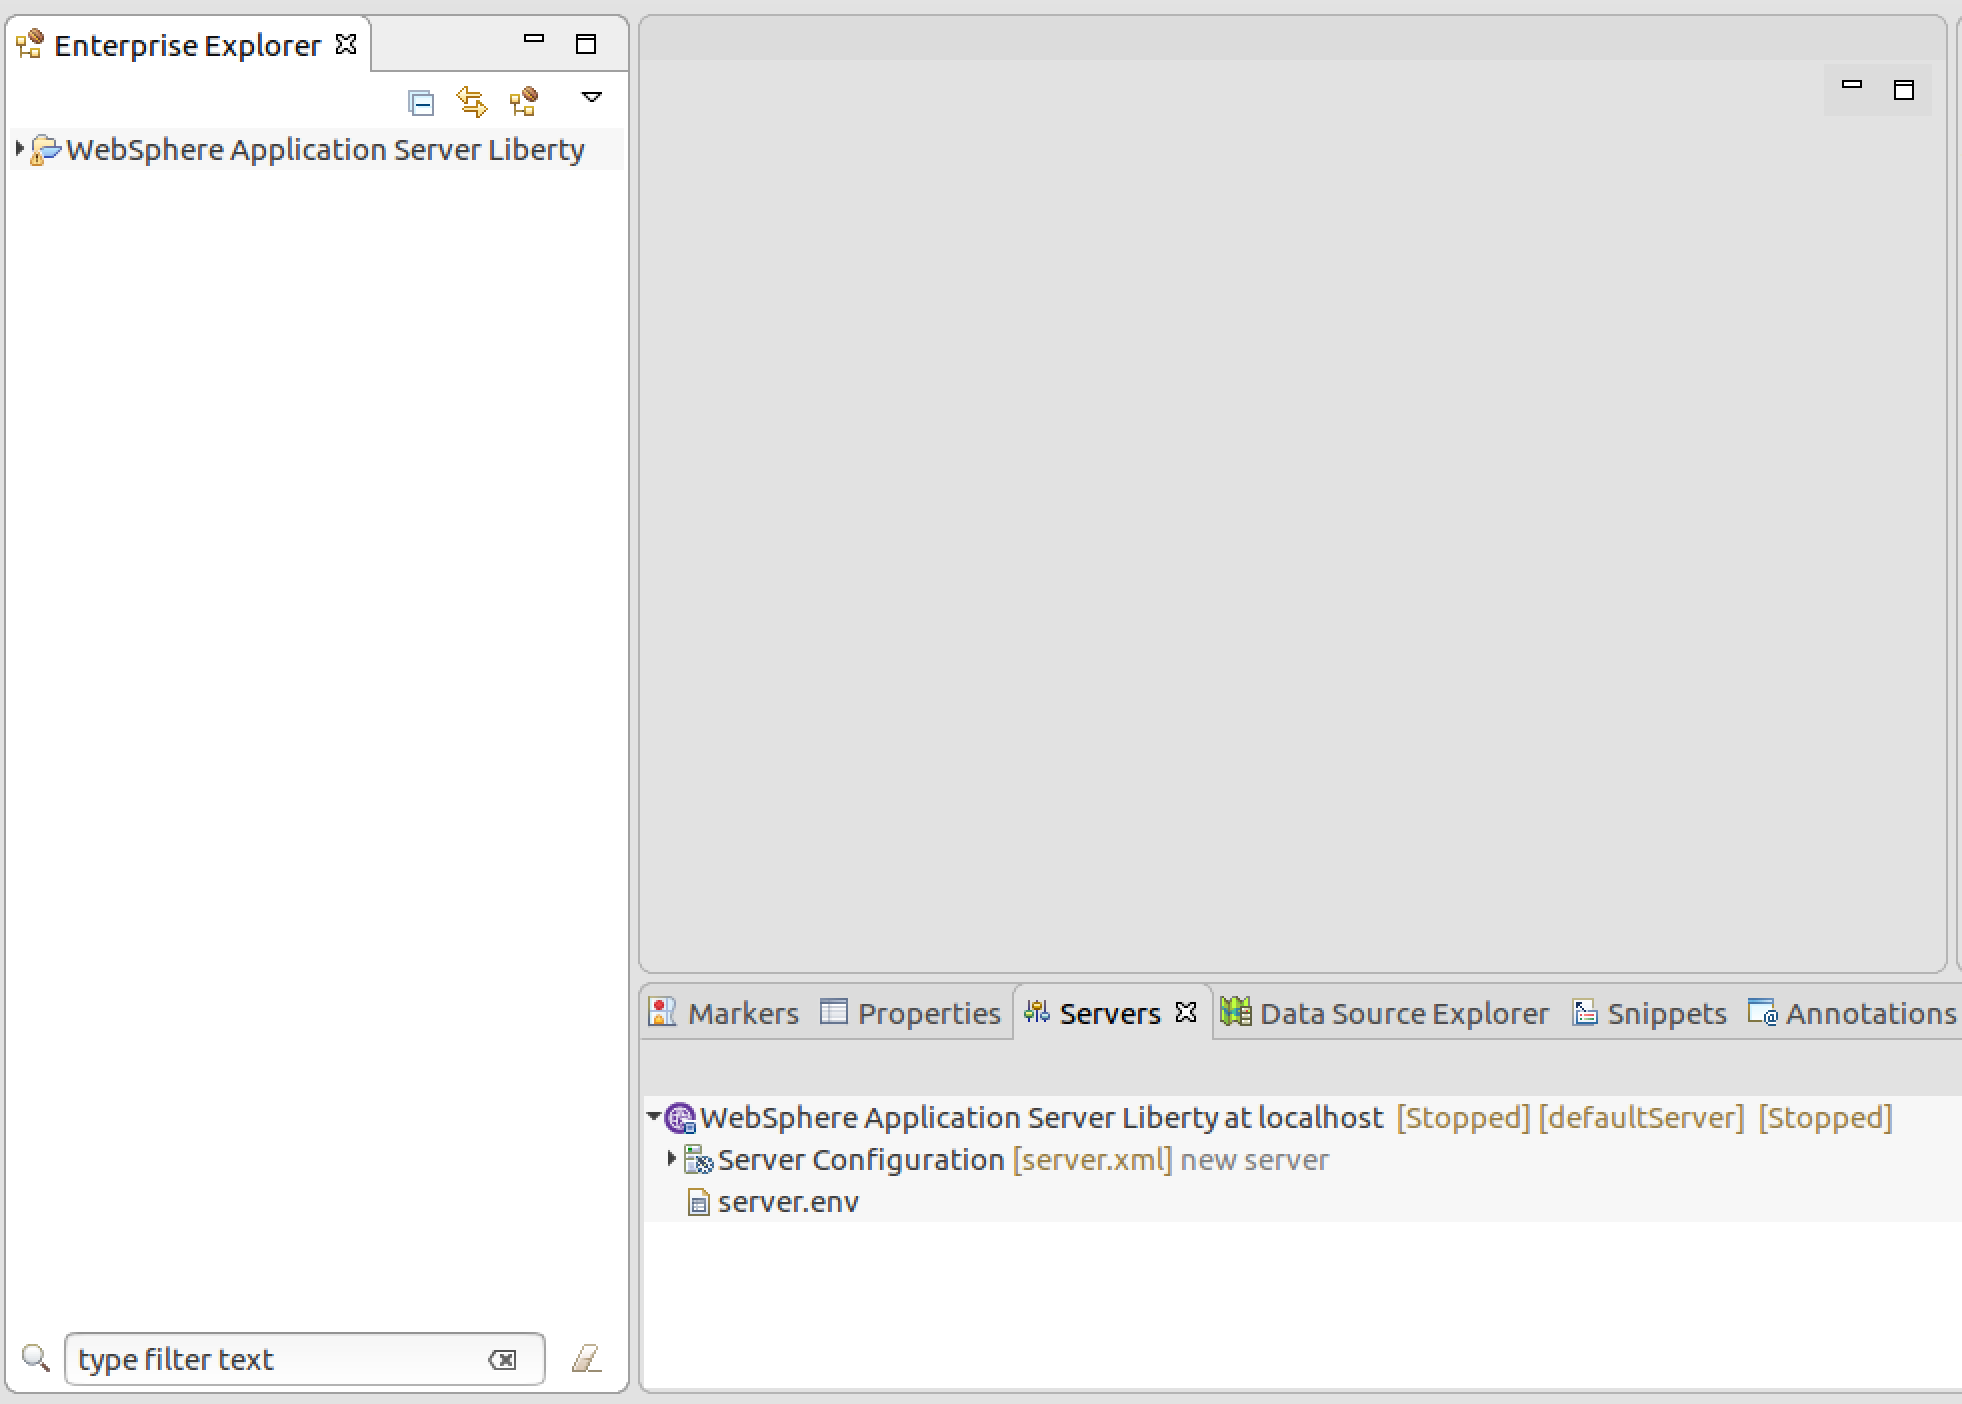 Enterprise Explorer
WebSphere Application Server Liberty
type filter text
Markers Properties Servers Data Source Explorer Snippets Annotations
WebSphere Application Server Liberty at localhost [Stopped] [defaultServer] [Stopped]
Server Configuration [server.xml] new server
server.env